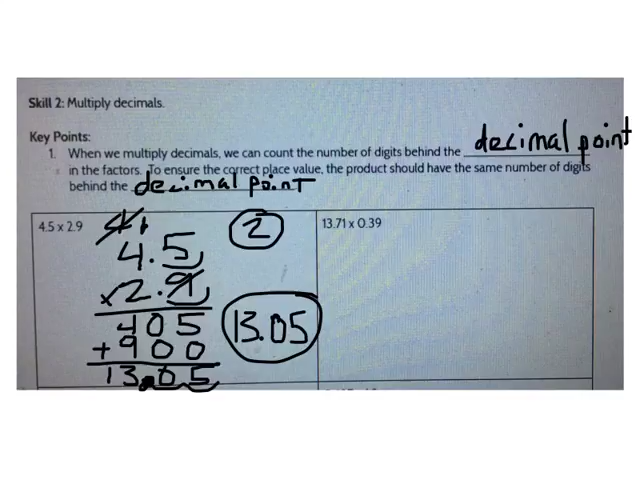 Skill 2: Multiply decimals.
Key Points:
1. When we multiply decimals, we can count the number of digits behind the decimal point
in the factors. To ensure the correct place value, the product should have the same number of digits
behind the decimal point
4.5 x 2.9
4 1
2
13.71 x 0.39
4.5
x 2.9
405
+ 900
13.05
13.05